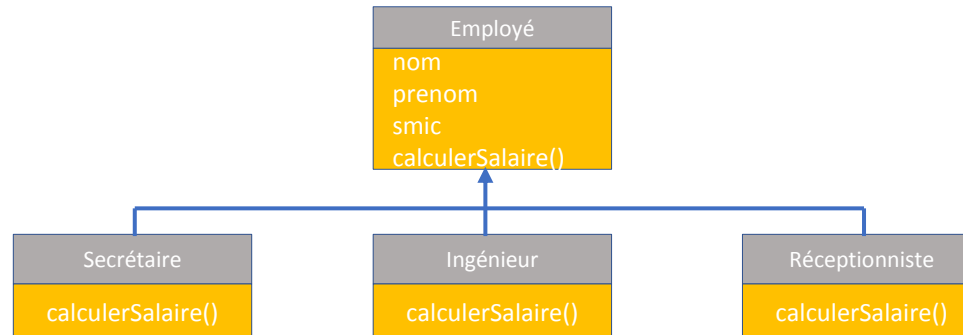 Employé
nom
prenom
smic
calculerSalaire()
Secrétaire
calculerSalaire()
Ingénieur
calculerSalaire()
Réceptionniste
calculerSalaire()